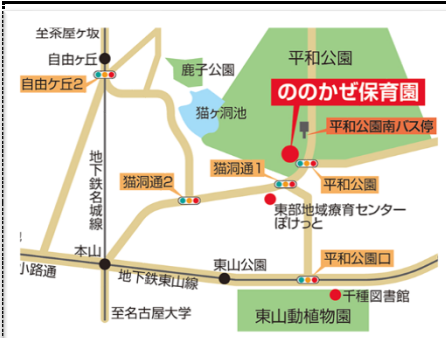 至茶屋ヶ坂
自由ヶ丘
自由ケ丘2
鹿子公園
平和公園
猫ヶ洞池
ののかぜ保育園
平和公園南バス停
地下鉄名城線
猫洞通2
猫洞通1
平和公園
東部地域療育センター
ぽけっと
本山
小路通
地下鉄東山線
東山公園
平和公園口
千種図書館
至名古屋大学
東山動植物園